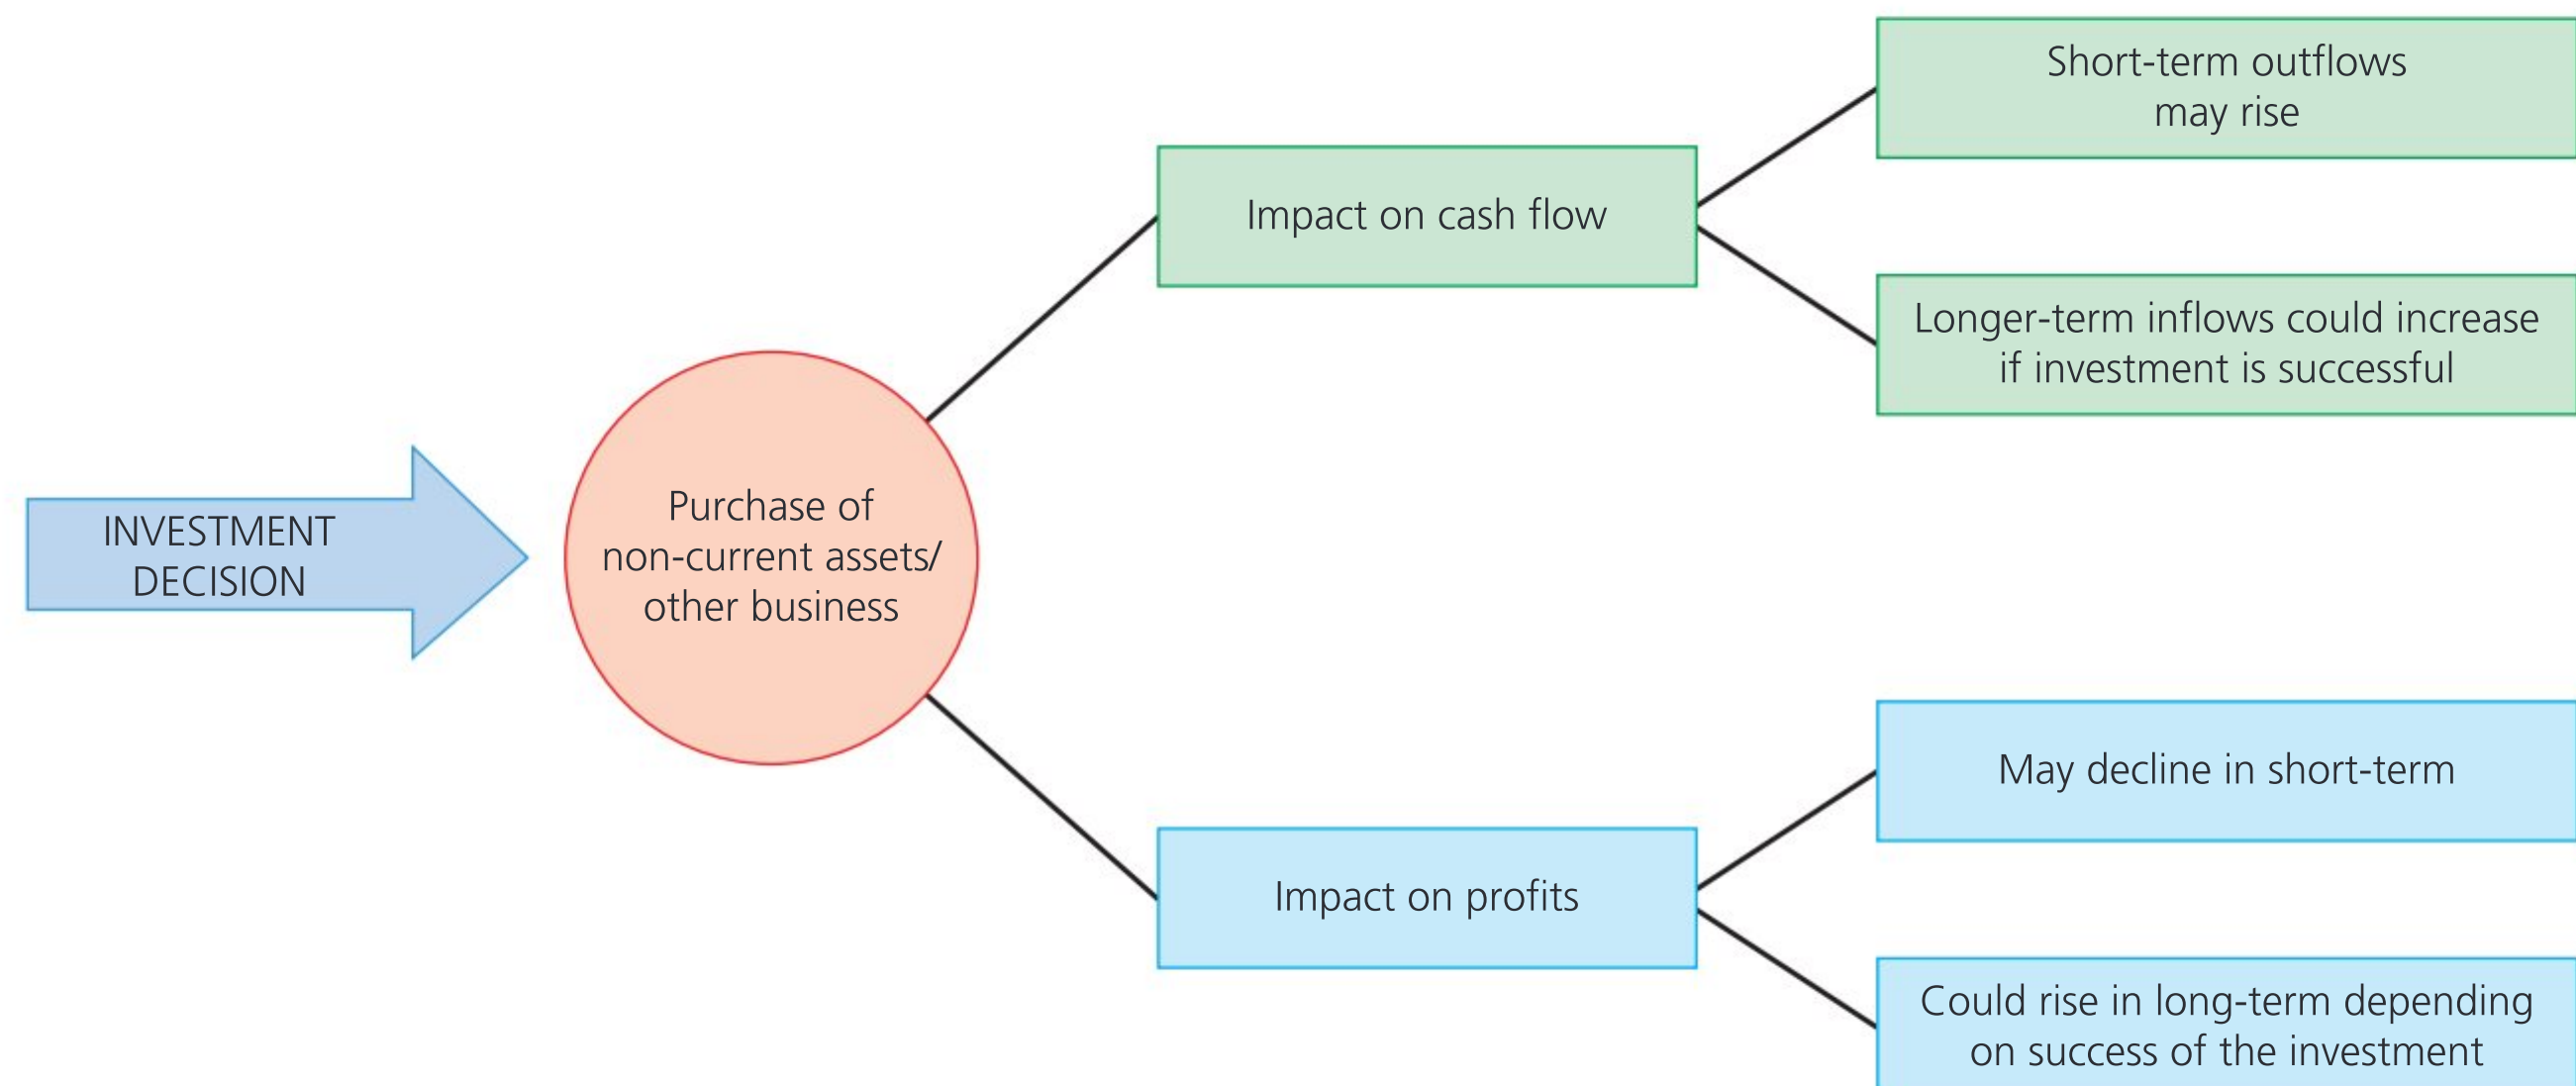 INVESTMENT
DECISION
Purchase of
non-current assets/
other business
Impact on cash flow
Short-term outflows
may rise
Longer-term inflows could increase
if investment is successful
Impact on profits
May decline in short-term
Could rise in long-term depending
on success of the investment